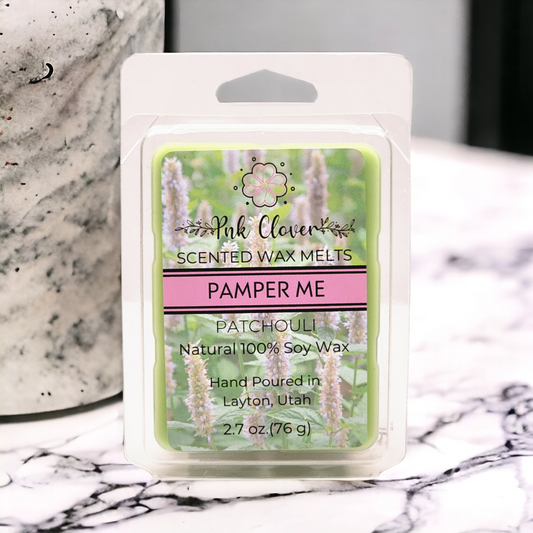 Pnk Clover
SCENTED WAX MELTS
PAMPER ME
PATCHOULI
Natural 100% Soy Wax
Hand Poured in
Layton, Utah
2.7 oz.(76 g)